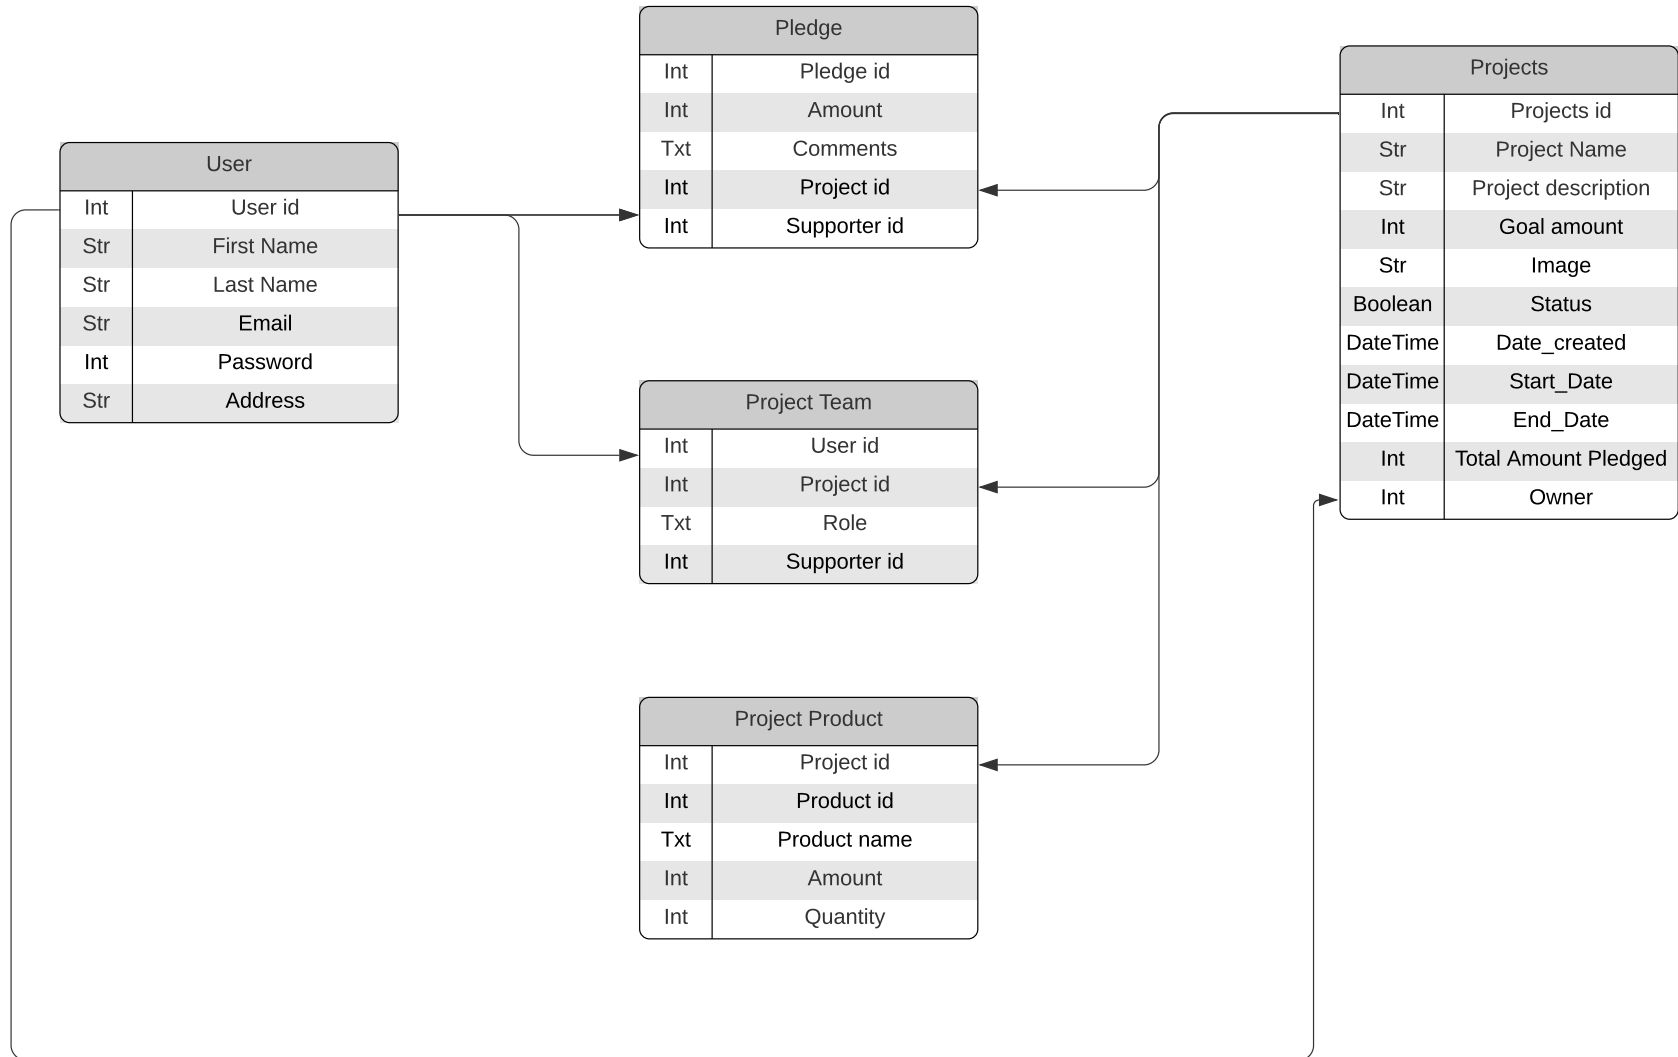 Pledge
Int Pledge id
Int Amount
Txt Comments
Int Project id
Int Supporter id
Projects
Int Projects id
Str Project Name
Str Project description
Int Goal amount
Str Image
Boolean Status
DateTime Date_created
DateTime Start_Date
DateTime End_Date
Int Total Amount Pledged
Int Owner
User
Int User id
Str First Name
Str Last Name
Str Email
Int Password
Str Address
Project Team
Int User id
Int Project id
Txt Role
Int Supporter id
Project Product
Int Project id
Int Product id
Txt Product name
Int Amount
Int Quantity